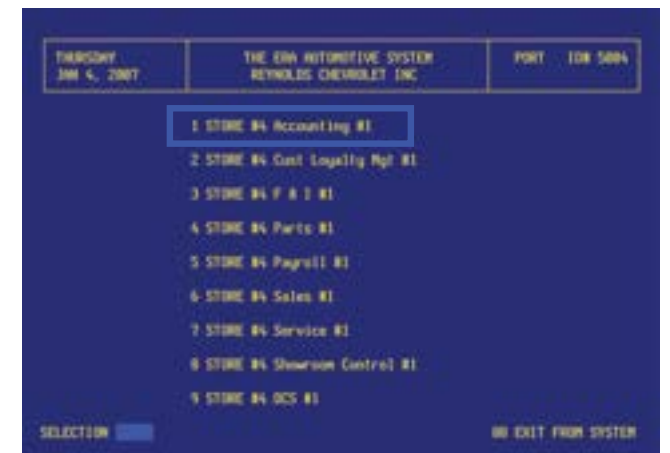 THURSDAY THE ERA AUTOMOTIVE SYSTEM PORT ION 5004
JAN 4, 2007 REYNOLDS CHEVROLET INC
1 STORE #4 Accounting #1
2 STORE #4 Cust Loyalty Mgt #1
3 STORE #4 F & I #1
4 STORE #4 Parts #1
5 STORE #4 Payroll #1
6 STORE #4 Sales #1
7 STORE #4 Service #1
8 STORE #4 Showroom Control #1
9 STORE #4 OCS #1
SELECTION 00 EXIT FROM SYSTEM